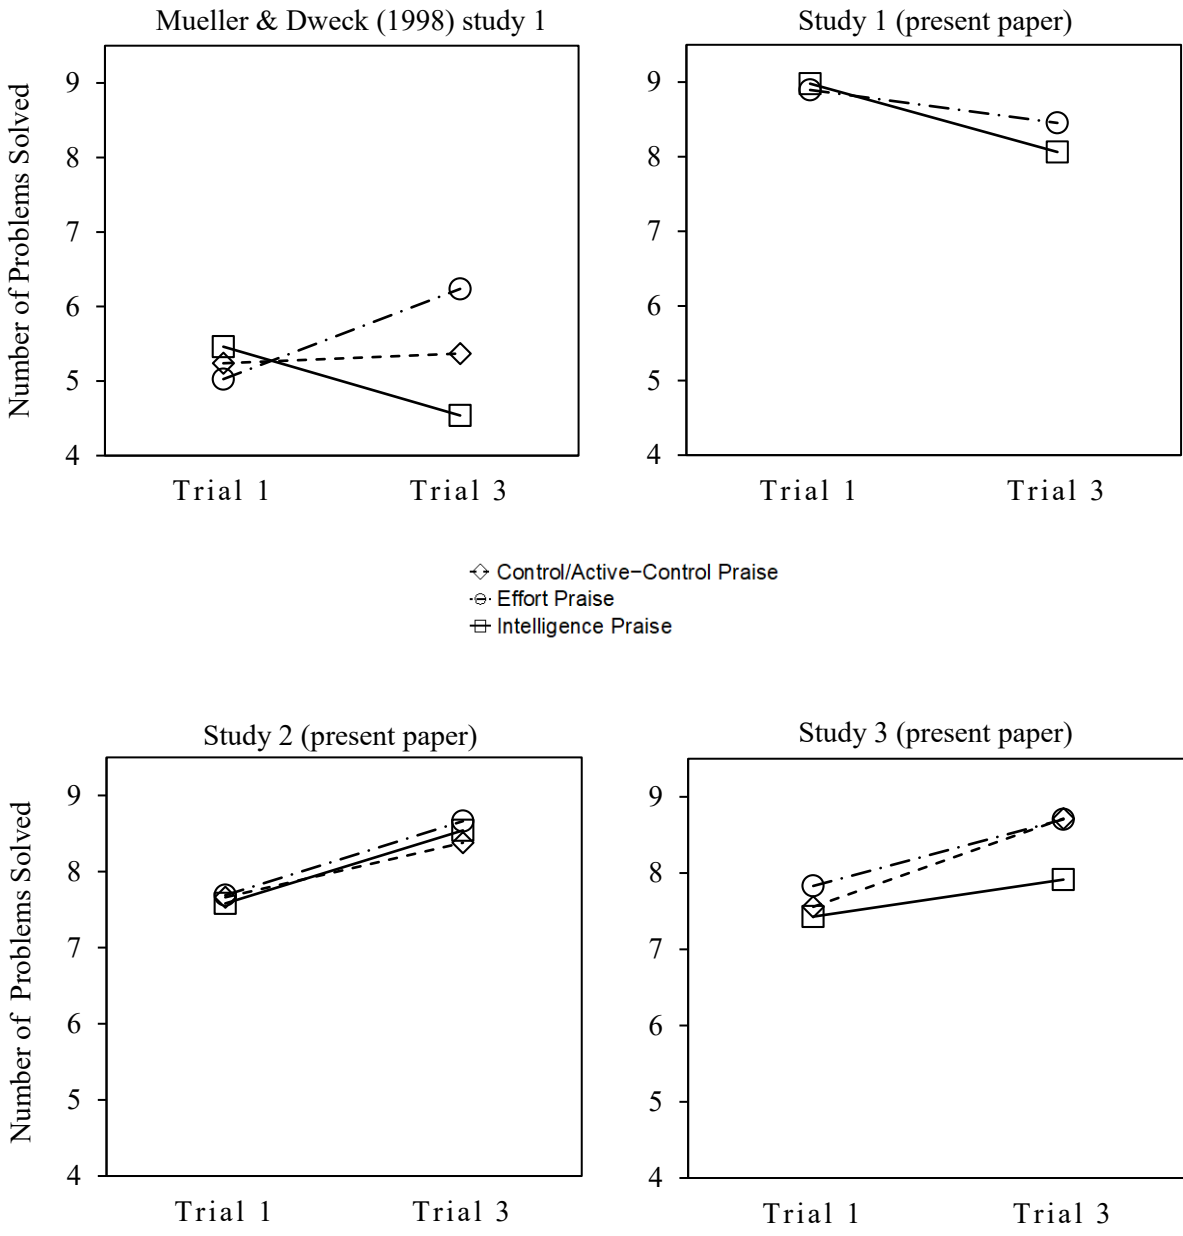 Mueller & Dweck (1998) study 1
Number of Problems Solved
9
8
7
6
5
4
Trial 1 Trial 3
Study 1 (present paper)
9
8
7
6
5
4
Trial 1 Trial 3
Control/Active−Control Praise
Effort Praise
Intelligence Praise
Study 2 (present paper)
Number of Problems Solved
9
8
7
6
5
4
Trial 1 Trial 3
Study 3 (present paper)
9
8
7
6
5
4
Trial 1 Trial 3